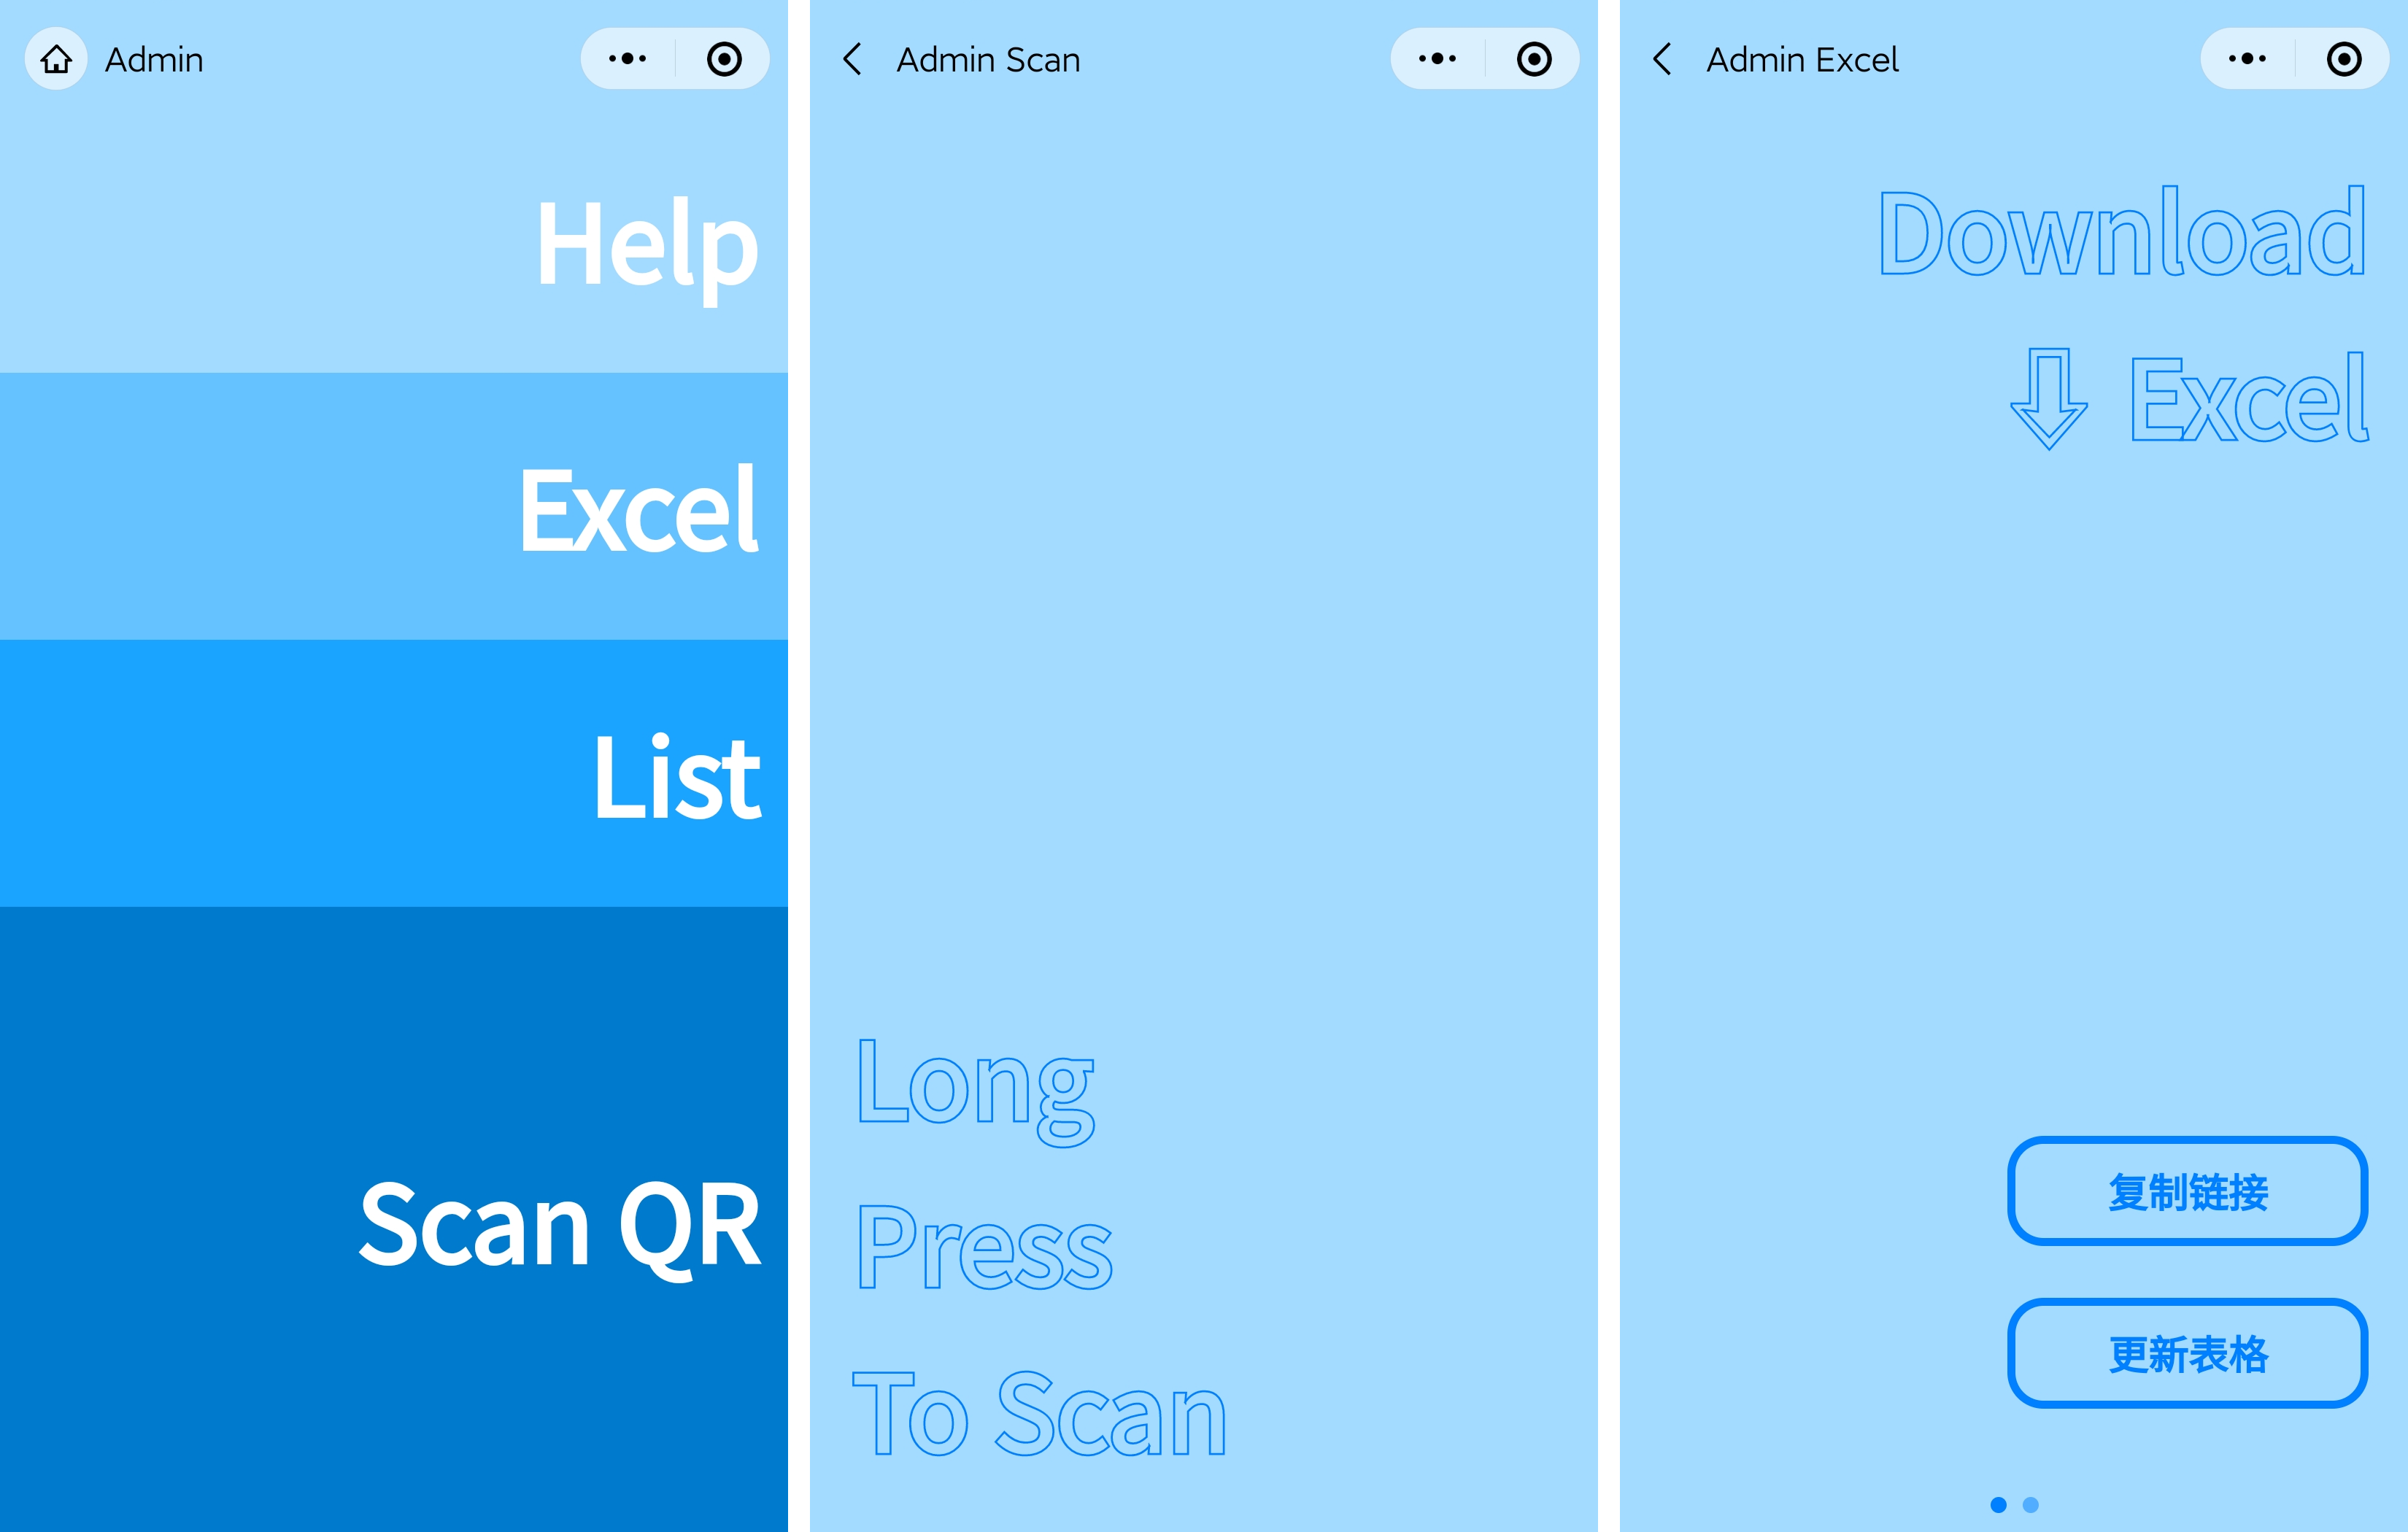 Admin
Help
Excel
List
Scan QR
Admin Scan
Long
Press
To Scan
Admin Excel
Download
Excel
复制链接
更新表格